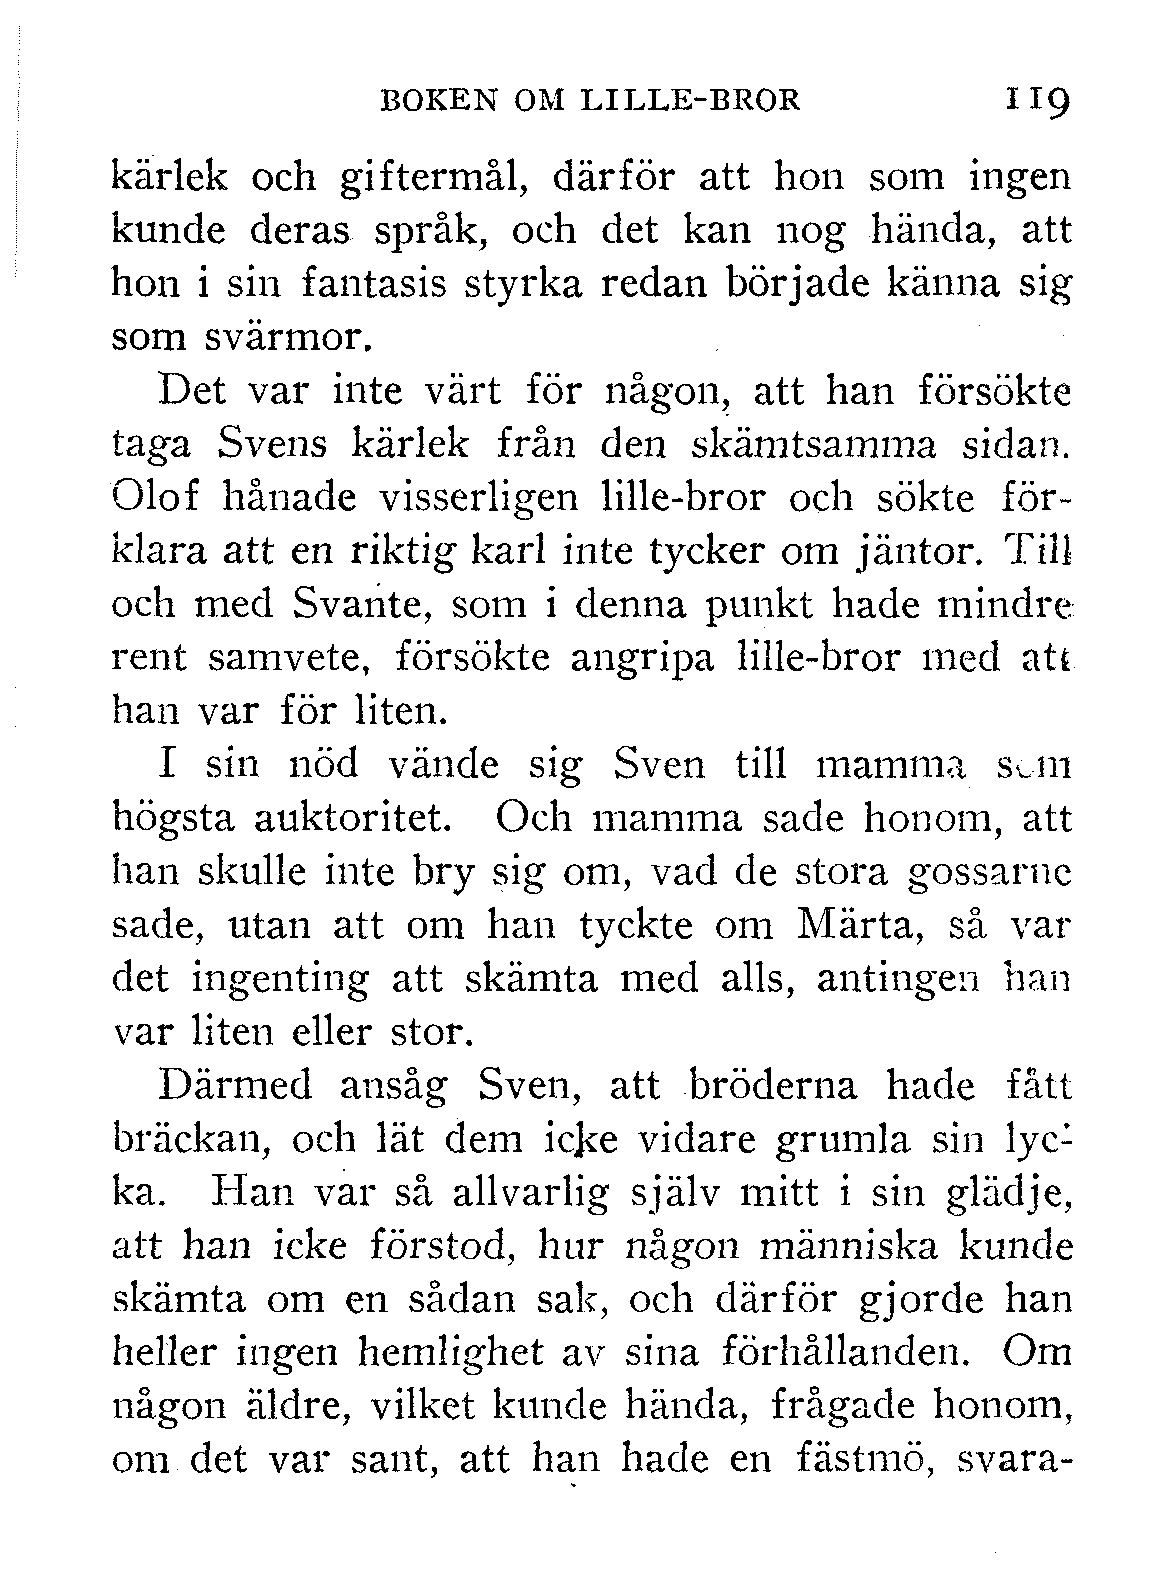 BOKEN OM LILLE-BROR 119
kärlek och giftermål, därför att hon som ingen
kunde deras språk, och det kan nog hända, att
hon i sin fantasis styrka redan började känna sig
som svärmor.
Det var inte värt för någon, att han försökte
taga Svens kärlek från den skämtsamma sidan.
Olof hånade visserligen lille-bror och sökte för-
klara att en riktig karl inte tycker om jäntor. Till
och med Svante, som i denna punkt hade mindre
rent samvete, försökte angripa lille-bror med att
han var för liten.
I sin nöd vände sig Sven till mamma som
högsta auktoritet. Och mamma sade honom, att
han skulle inte bry sig om, vad de stora gossarne
sade, utan att om han tyckte om Märta, så var
det ingenting att skämta med alls, antingen han
var liten eller stor.
Därmed ansåg Sven, att bröderna hade fått
bräckan, och lät dem icke vidare grumla sin lyc-
ka. Han var så allvarlig själv mitt i sin glädje,
att han icke förstod, hur någon människa kunde
skämta om en sådan sak, och därför gjorde han
heller ingen hemlighet av sina förhållanden. Om
någon äldre, vilket kunde hända, frågade honom,
om det var sant, att han hade en fästmö, svara-